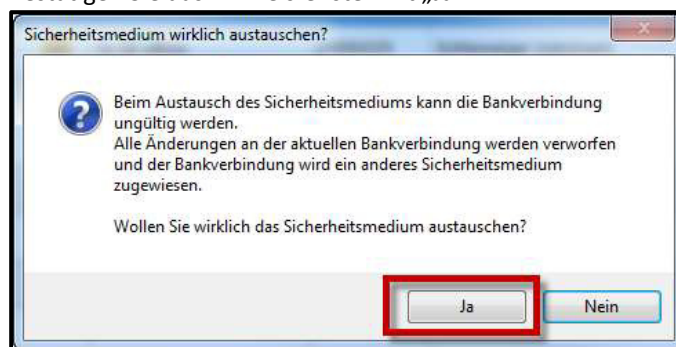 Sicherheitsmedium wirklich austauschen?
Beim Austausch des Sicherheitsmediums kann die Bankverbindung
ungültig werden.
Alle Änderungen an der aktuellen Bankverbindung werden verworfen
und der Bankverbindung wird ein anderes Sicherheitsmedium
zugewiesen.
Wollen Sie wirklich das Sicherheitsmedium austauschen?
Ja
Nein